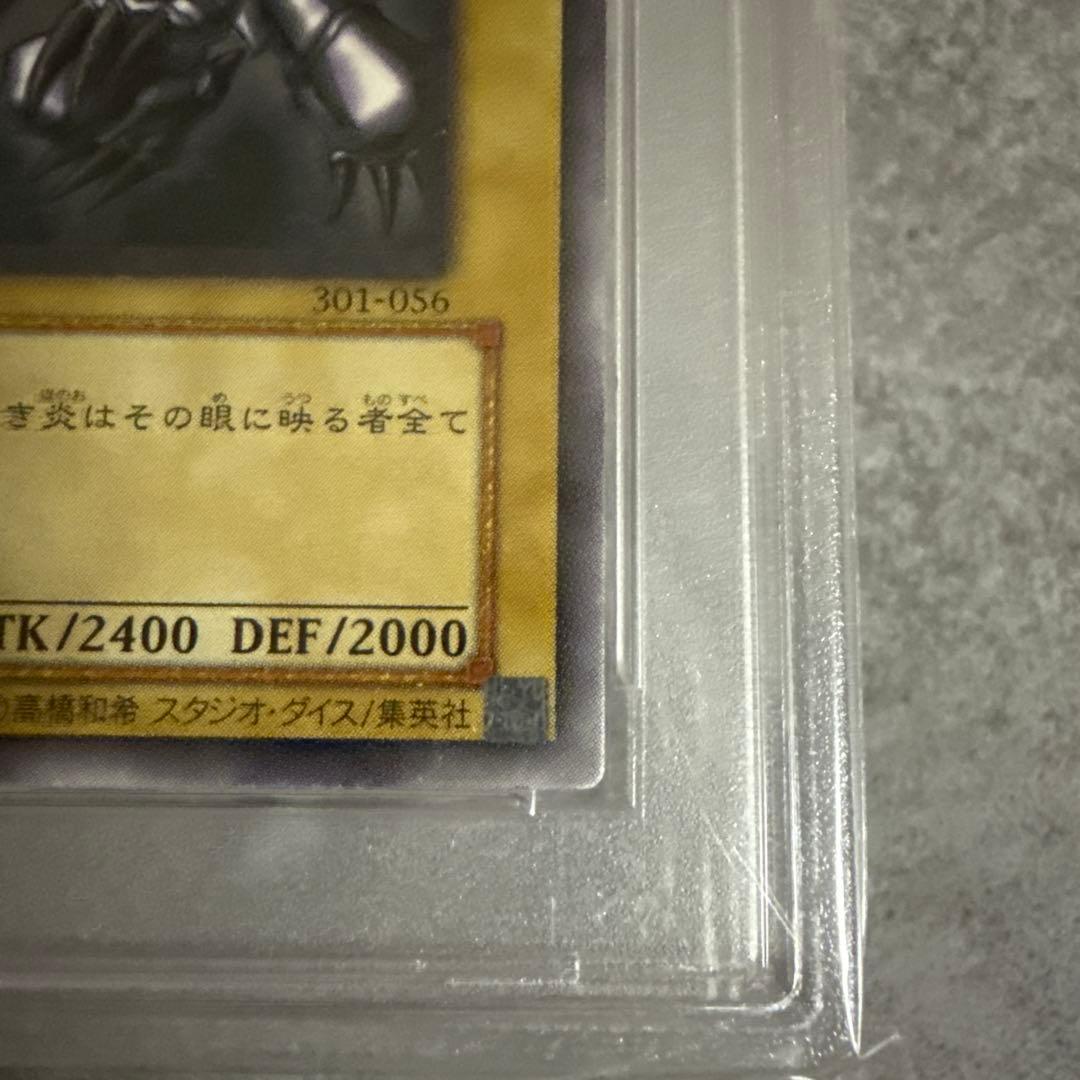 301-056
き炎はその眼に映る者全て
TK/2400 DEF/2000
高橋和希 スタジオ・ダイス/集英社